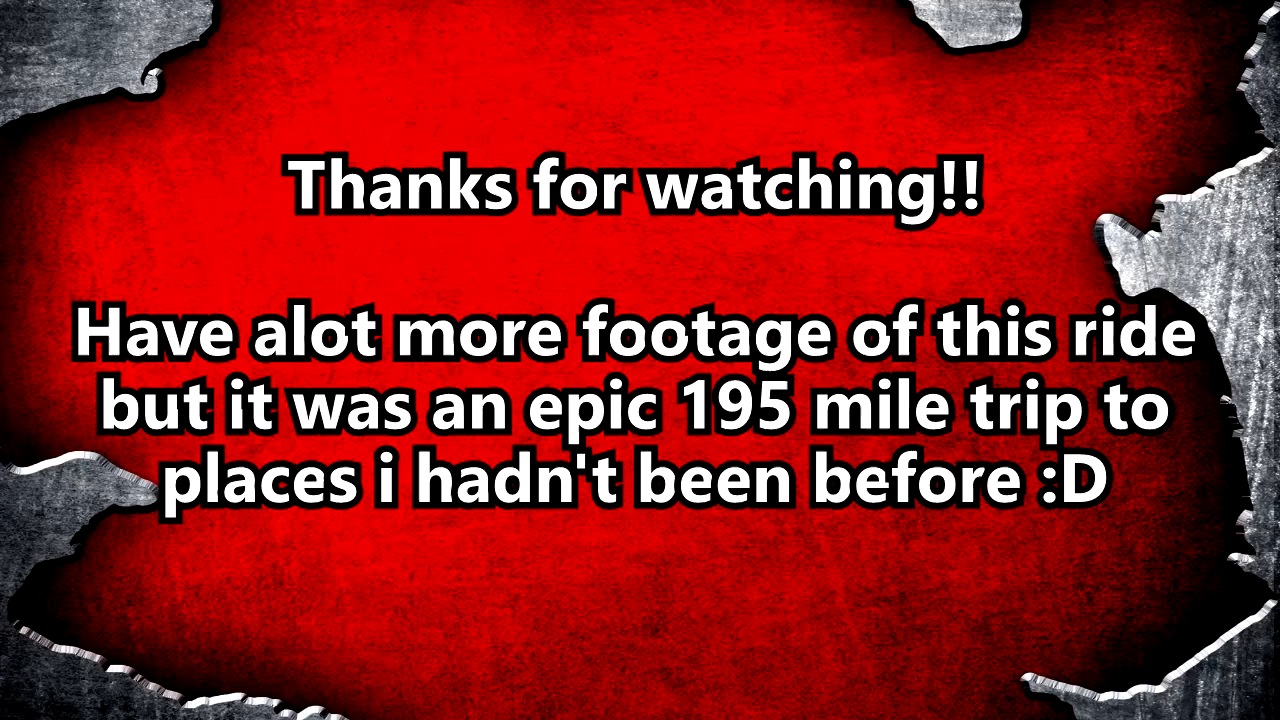 Thanks for watching!!
Have alot more footage of this ride
but it was an epic 195 mile trip to
places i hadn't been before :D